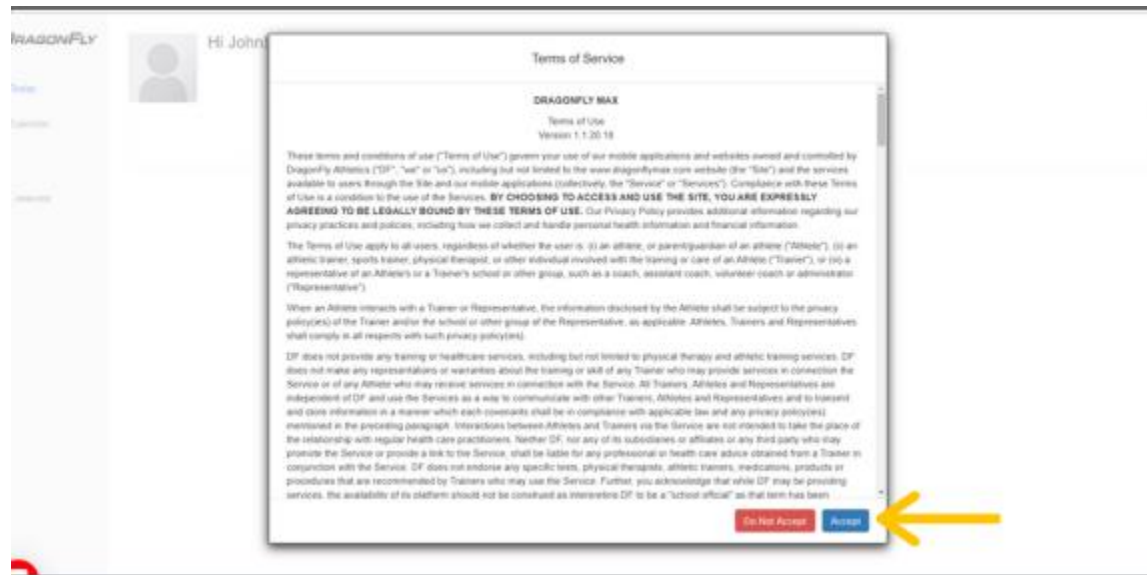 DRAGONFLY
Hi John
Terms of Service
DRAGONFLY MAX
Terms of Use
Version 1.1.20.18
These terms and conditions of use ("Terms of Use") govern your use of our mobile applications and websites owned and controlled by
DragonFly Athletics ("DF", "we" or "us"), including but not limited to the www.dragonflymax.com website (the "Site") and the services
available to users through the Site and our mobile applications (collectively, the "Service" or "Services"). Compliance with these Terms
of Use is a condition to the use of the Services. BY CHOOSING TO ACCESS AND USE THE SITE, YOU ARE EXPRESSLY
AGREEING TO BE LEGALLY BOUND BY THESE TERMS OF USE. Our Privacy Policy provides additional information regarding our
privacy practices and policies, including how we collect and handle personal health information and financial information.
The Terms of Use apply to all users, regardless of whether the user is: (i) an athlete, or parent/guardian of an athlete ("Athlete"), (ii) an
athletic trainer, sports trainer, physical therapist, or other individual involved with the training or care of an Athlete ("Trainer"), or (iii) a
representative of an Athlete's or a Trainer's school or other group, such as a coach, assistant coach, volunteer coach or administrator
("Representative").
When an Athlete interacts with a Trainer or Representative, the information disclosed by the Athlete shall be subject to the privacy
policy(ies) of the Trainer and/or the school or other group of the Representative, as applicable. Athletes, Trainers and Representatives
shall comply in all respects with such privacy policy(ies).
DF does not provide any training or healthcare services, including but not limited to physical therapy and athletic training services. DF
does not make any representations or warranties about the training or skill of any Trainer who may provide services in connection the
Service or of any Athlete who may receive services in connection with the Service. All Trainers, Athletes and Representatives are
independent of DF and use the Services as a way to communicate with other Trainers, Athletes and Representatives and to transmit
and store information in a manner which each covenants shall be in compliance with applicable law and any privacy policy(ies)
mentioned in the preceding paragraph. Interactions between Athletes and Trainers via the Service are not intended to take the place of
the relationship with regular health care practitioners. Neither DF, nor any of its subsidiaries or affiliates or any third party who may
promote the Service or provide a link to the Service, shall be liable for any professional or health care advice obtained from a Trainer in
conjunction with the Service. DF does not endorse any specific tests, physical therapists, athletic trainers, medications, products or
procedures that are recommended by Trainers who may use the Service. Further, you acknowledge that while DF may be providing
services, the availability of its platform should not be construed as interpreting DF to be a "school official" as that term has been
Do Not Accept
Accept